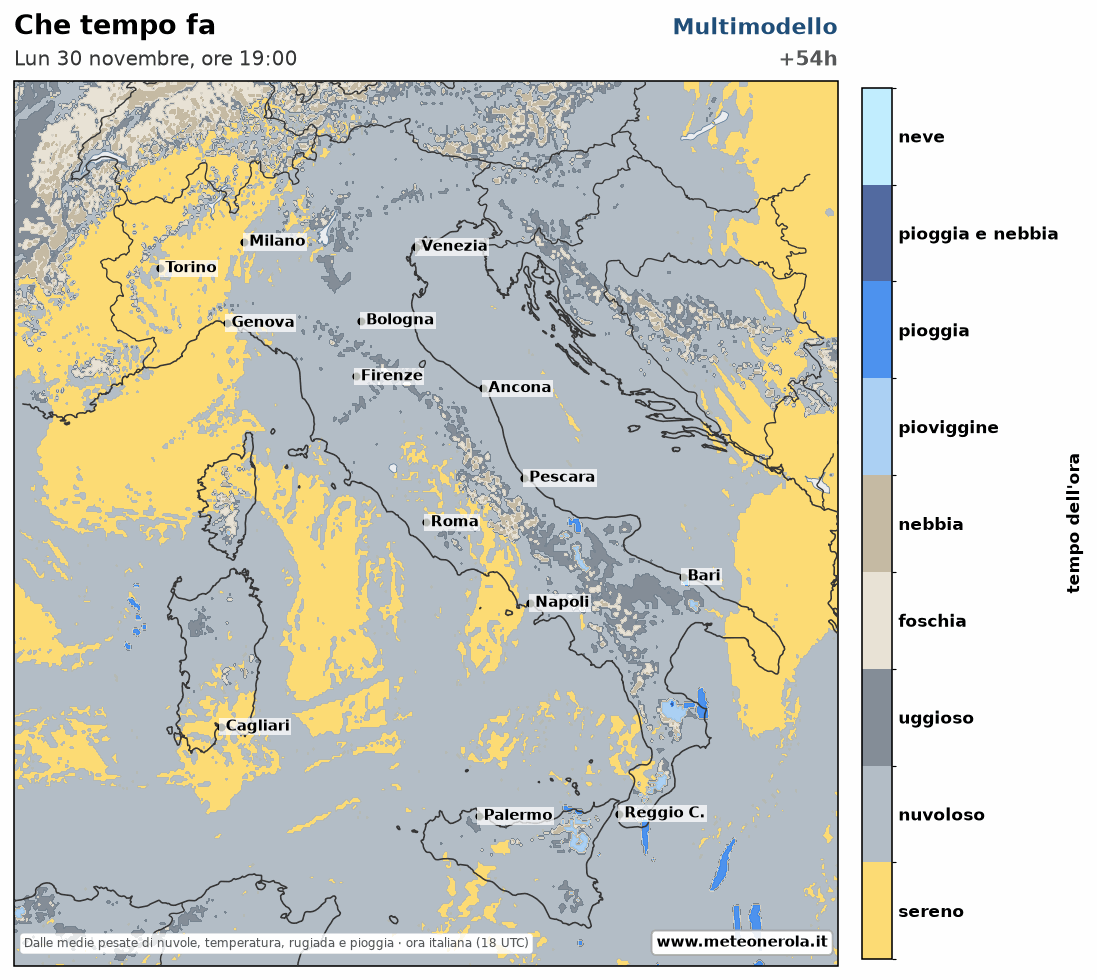 Che tempo fa
Multimodello
Lun 30 novembre, ore 19:00
+54h
neve
pioggia e nebbia
pioggia
pioviggine
nebbia
foschia
uggioso
nuvoloso
sereno
tempo dell'ora
Milano
Venezia
Torino
Genova
Bologna
Firenze
Ancona
Pescara
Roma
Bari
Napoli
Cagliari
Palermo
Reggio C.
Dalle medie pesate di nuvole, temperatura, rugiada e pioggia · ora italiana (18 UTC)
www.meteonerola.it